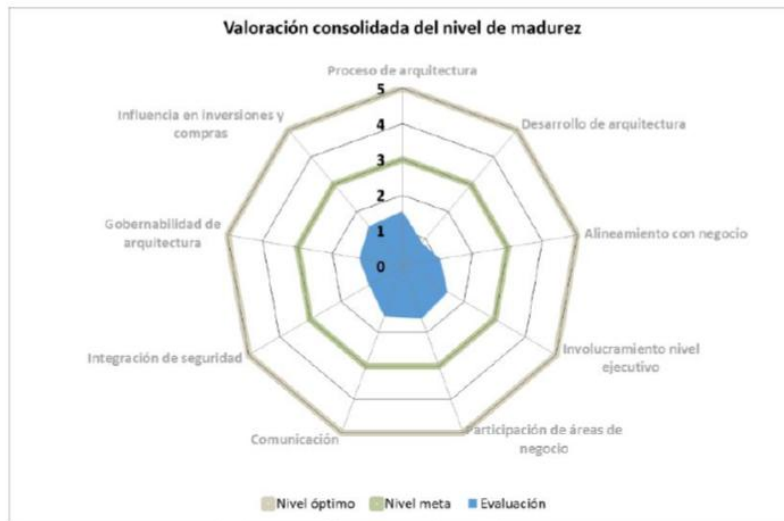 Valoración consolidada del nivel de madurez
Proceso de arquitectura
5
Influencia en inversiones y
compras
4
Desarrollo de arquitectura
3
2
Gobernabilidad de
arquitectura
1
Alineamiento con negocio
0
Integración de seguridad
Involucramiento nivel
ejecutivo
Comunicación
Participación de áreas de
negocio
Nivel óptimo
Nivel meta
Evaluación